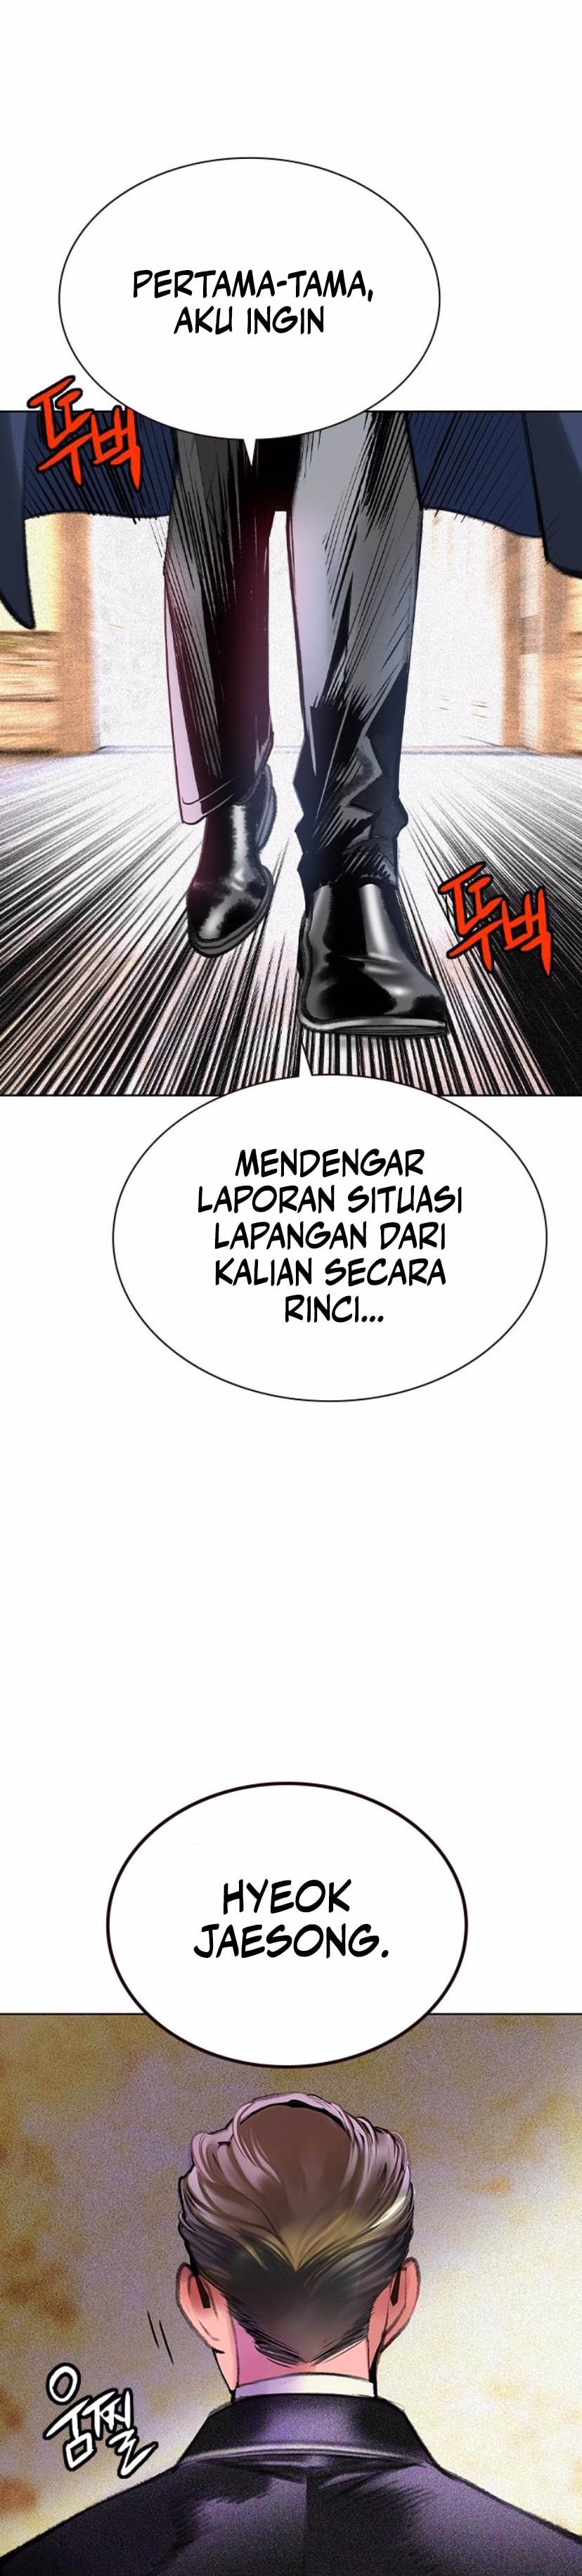 PERTAMA-TAMA,
AKU INGIN
뚜벅
뚜벅
MENDENGAR
LAPORAN SITUASI
LAPANGAN DARI
KALIAN SECARA
RINCI...
HYEOK
JAESONG.
움찔